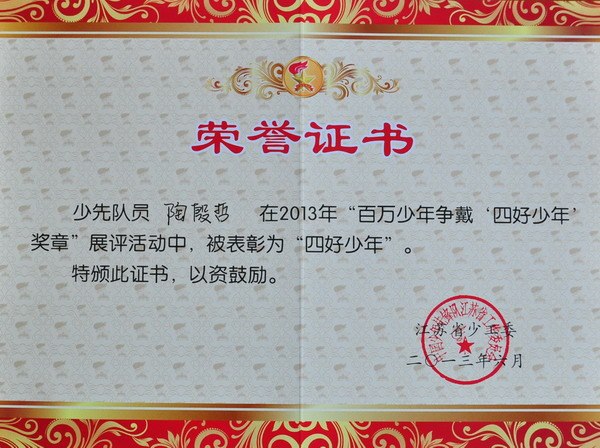 荣誉证书
少先队员 陶殷哲 在2013年“百万少年争戴‘四好少年’
奖章”展评活动中，被表彰为“四好少年”。
特颁此证书，以资鼓励。
江苏省少工委
二〇一三年六月